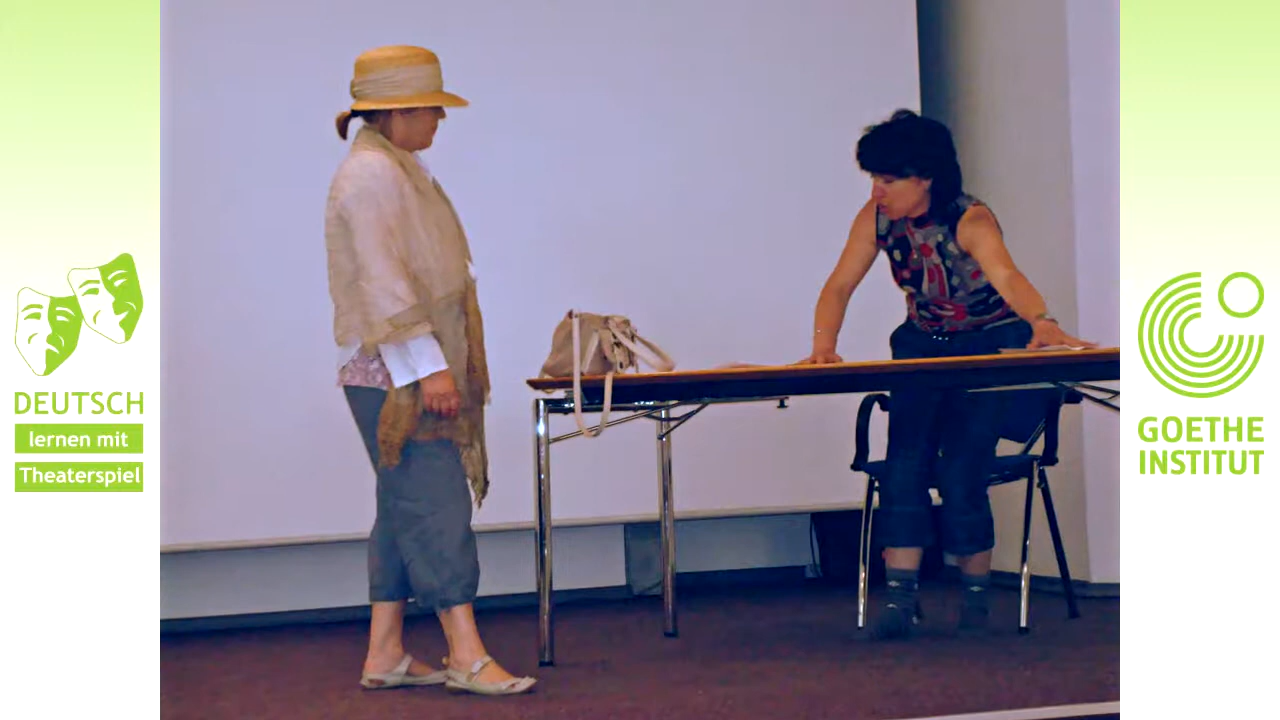 DEUTSCH
lernen mit
Theaterspiel
GOETHE
INSTITUT